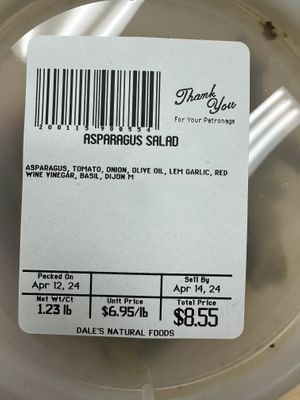 Thank
You
For Your Patronage
200115 900554
ASPARAGUS SALAD
ASPARAGUS, TOMATO, ONION, OLIVE OIL, LEM GARLIC, RED
WINE VINEGAR, BASIL, DIJON M
Packed On
Apr 12, 24
Sell By
Apr 14, 24
Net Wt/Ct
1.23 lb
Unit Price
$6.95/lb
Total Price
$8.55
DALE'S NATURAL FOODS